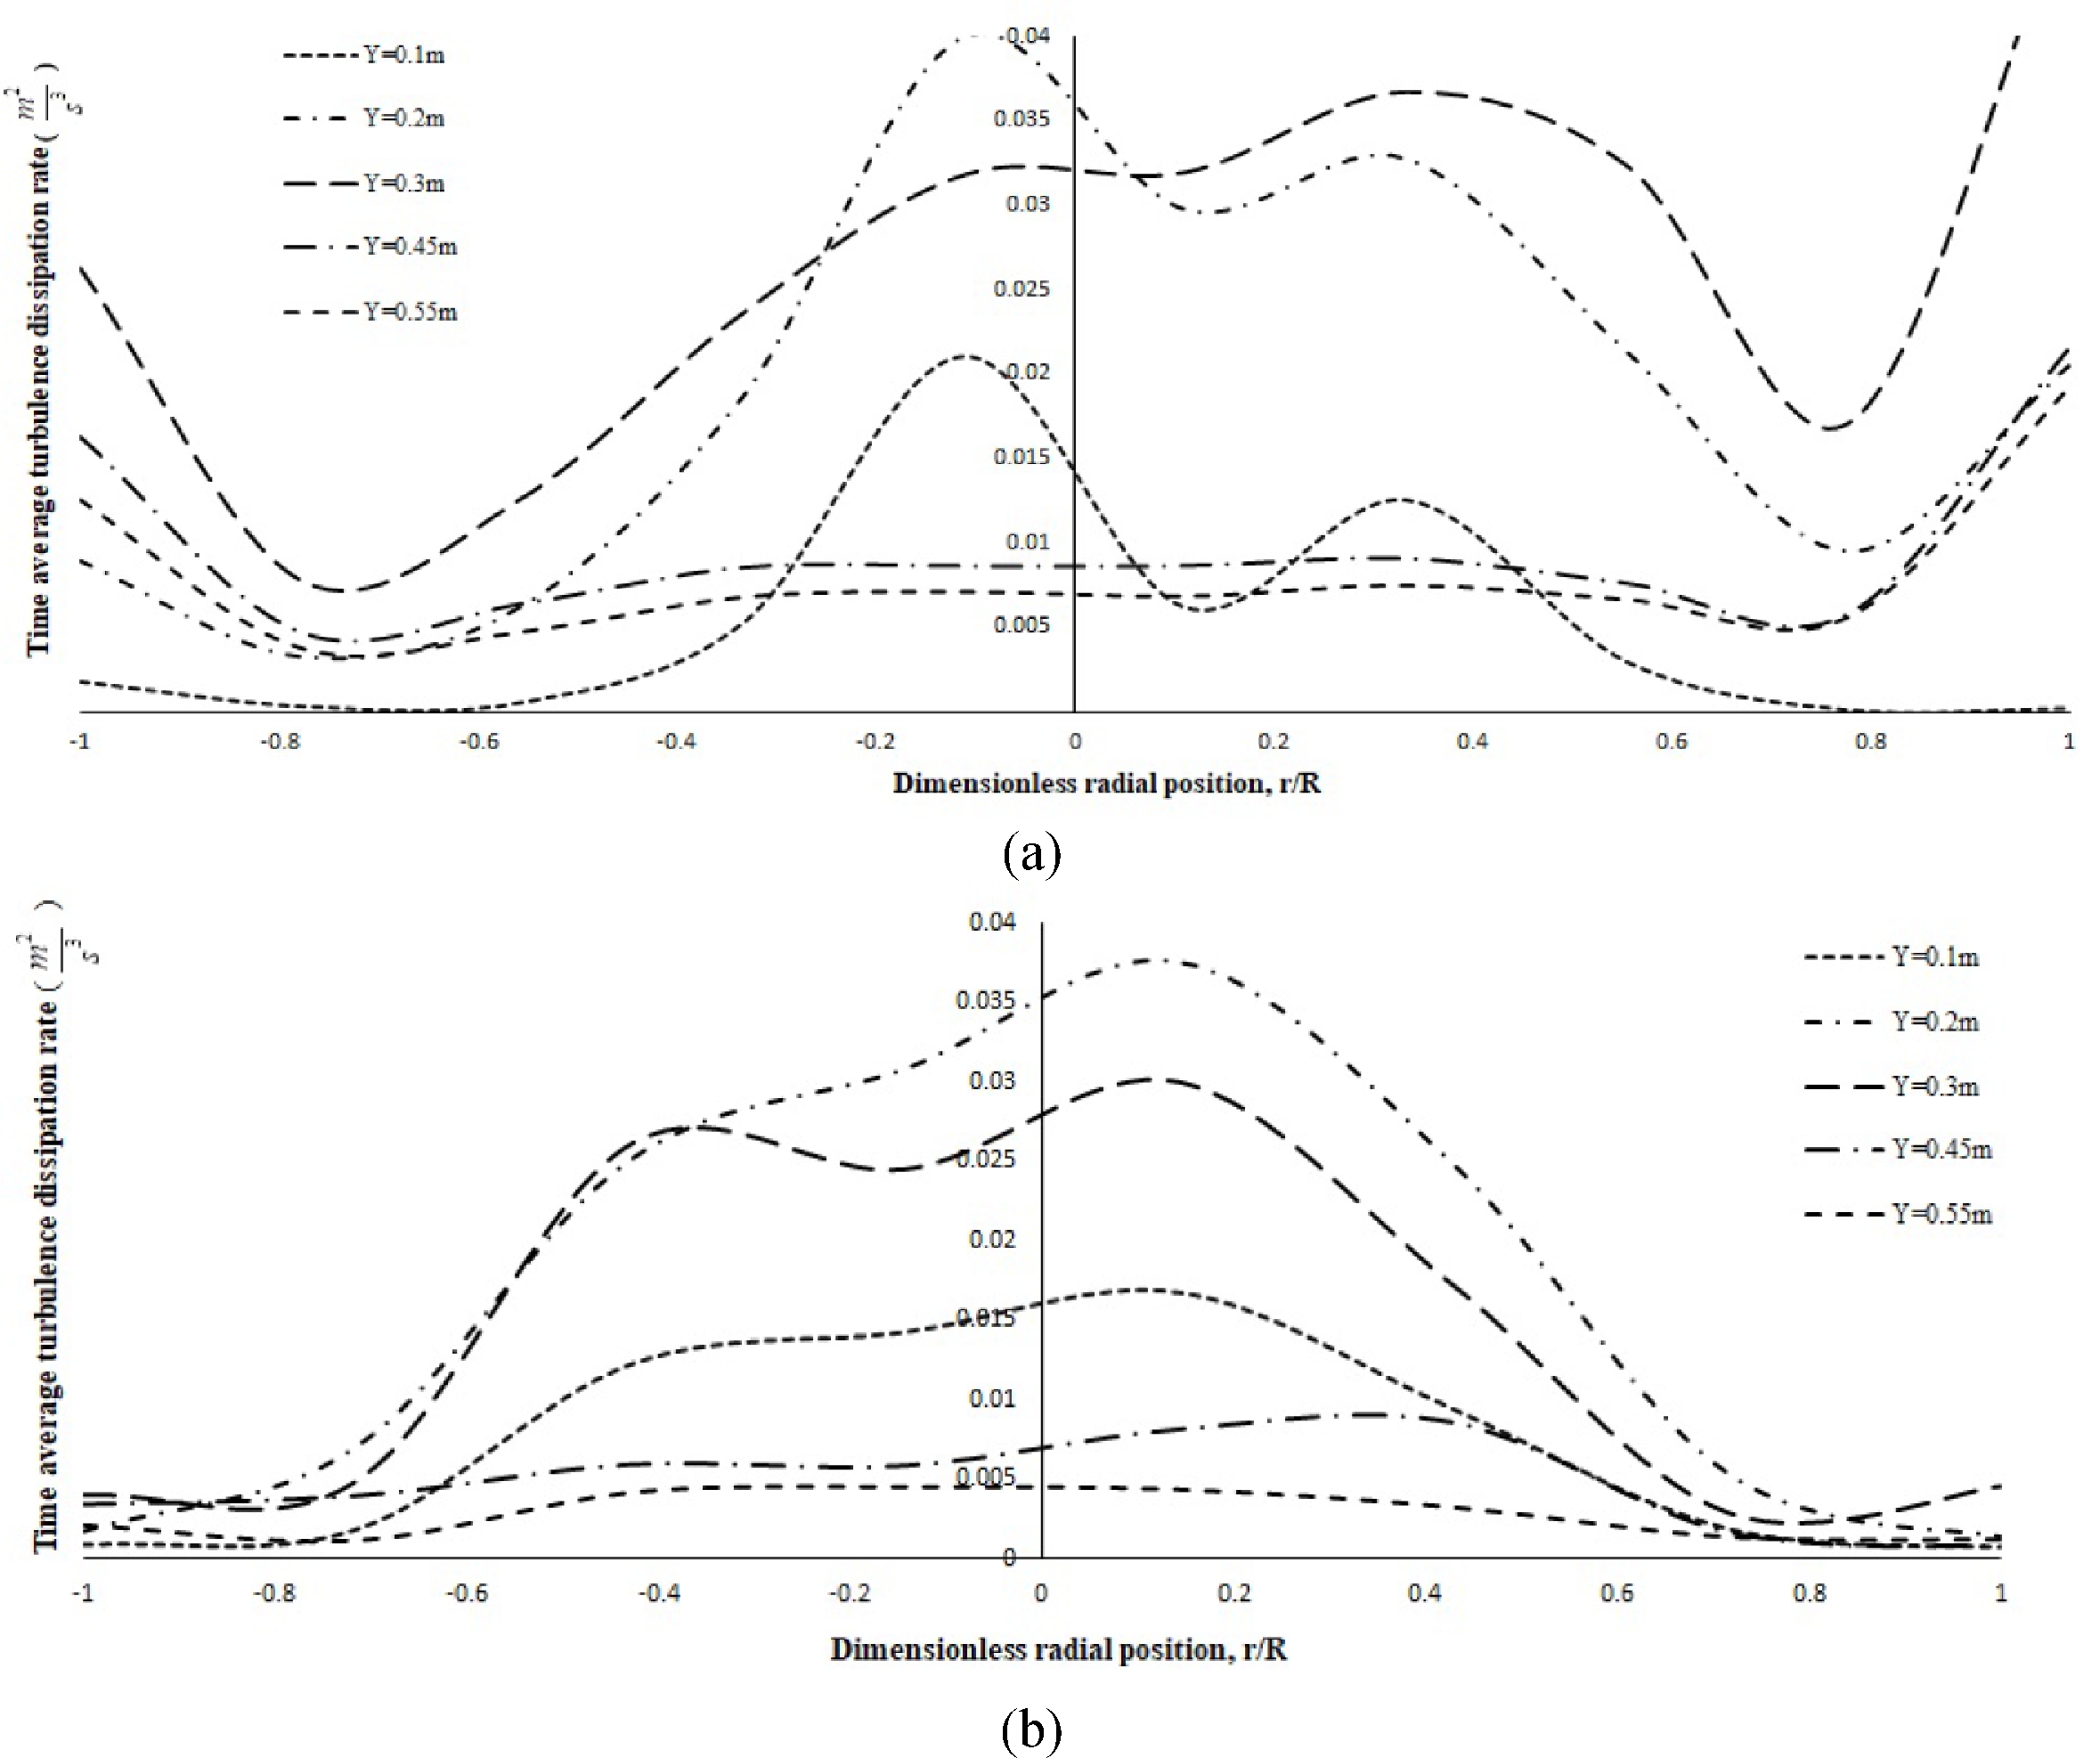 Time average turbulence dissipation rate ( m² / s³ )
Y=0.1m
Y=0.2m
Y=0.3m
Y=0.45m
Y=0.55m
0.04
0.035
0.03
0.025
0.02
0.015
0.01
0.005
-1 -0.8 -0.6 -0.4 -0.2 0 0.2 0.4 0.6 0.8 1
Dimensionless radial position, r/R
(a)
Time average turbulence dissipation rate ( m² / s³ )
0.04
0.035
0.03
0.025
0.02
0.015
0.01
0.005
0
Y=0.1m
Y=0.2m
Y=0.3m
Y=0.45m
Y=0.55m
-1 -0.8 -0.6 -0.4 -0.2 0 0.2 0.4 0.6 0.8 1
Dimensionless radial position, r/R
(b)